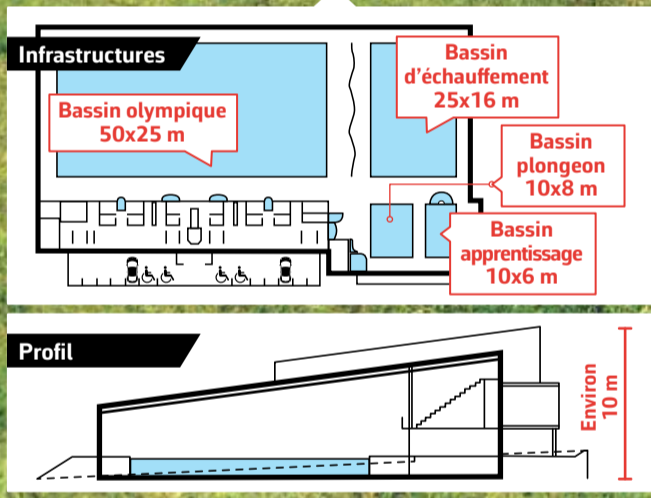 Infrastructures
Bassin olympique
50x25 m
Bassin
d'échauffement
25x16 m
Bassin
plongeon
10x8 m
Bassin
apprentissage
10x6 m
Profil
Environ
10 m